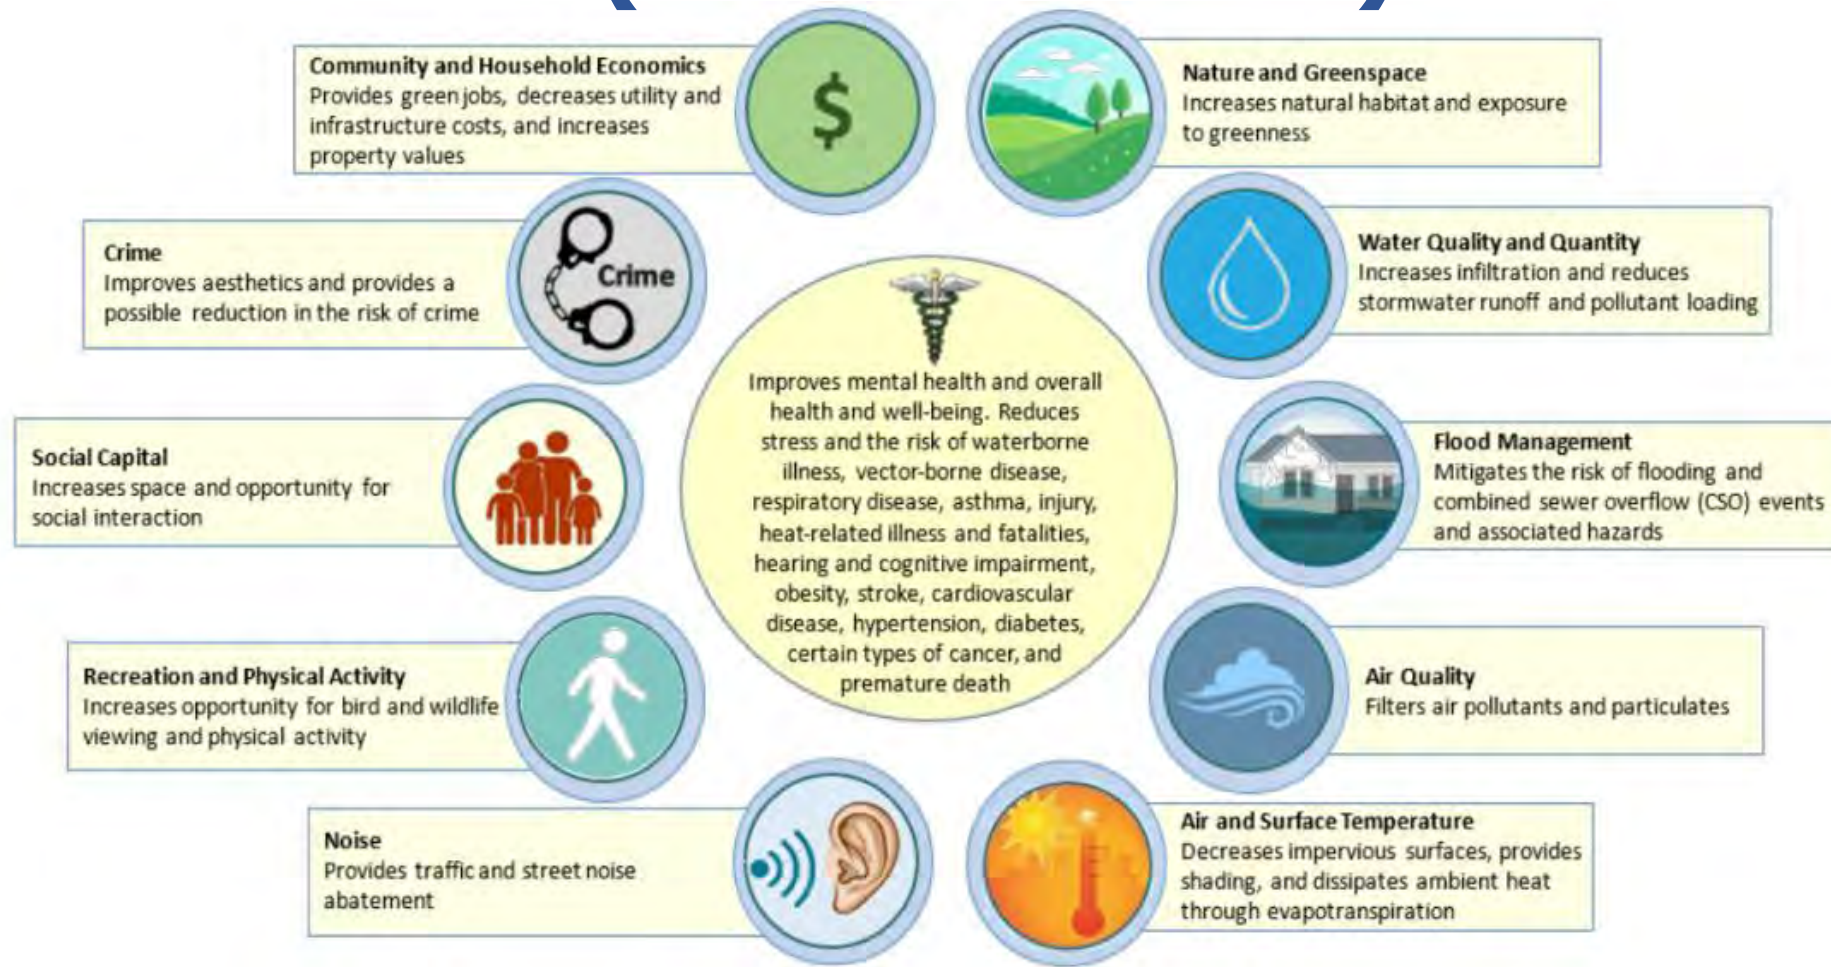 Community and Household Economics
Provides green jobs, decreases utility and
infrastructure costs, and increases
property values
Nature and Greenspace
Increases natural habitat and exposure
to greenness
Crime
Improves aesthetics and provides a
possible reduction in the risk of crime
Crime
Water Quality and Quantity
Increases infiltration and reduces
stormwater runoff and pollutant loading
Improves mental health and overall
health and well-being. Reduces
stress and the risk of waterborne
illness, vector-borne disease,
respiratory disease, asthma, injury,
heat-related illness and fatalities,
hearing and cognitive impairment,
obesity, stroke, cardiovascular
disease, hypertension, diabetes,
certain types of cancer, and
premature death
Social Capital
Increases space and opportunity for
social interaction
Flood Management
Mitigates the risk of flooding and
combined sewer overflow (CSO) events
and associated hazards
Recreation and Physical Activity
Increases opportunity for bird and wildlife
viewing and physical activity
Air Quality
Filters air pollutants and particulates
Noise
Provides traffic and street noise
abatement
Air and Surface Temperature
Decreases impervious surfaces, provides
shading, and dissipates ambient heat
through evapotranspiration